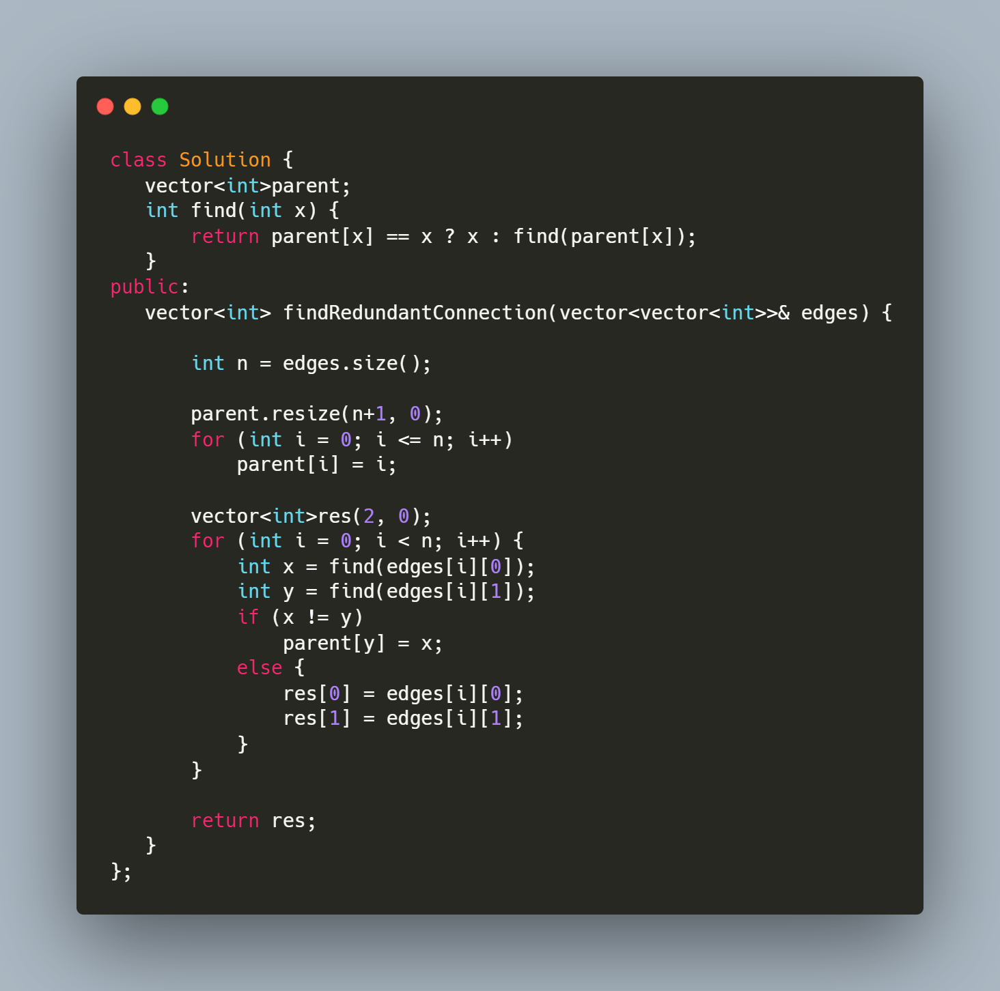 class Solution {
   vector<int>parent;
   int find(int x) {
       return parent[x] == x ? x : find(parent[x]);
   }
public:
   vector<int> findRedundantConnection(vector<vector<int>>& edges) {

       int n = edges.size();

       parent.resize(n+1, 0);
       for (int i = 0; i <= n; i++)
           parent[i] = i;

       vector<int>res(2, 0);
       for (int i = 0; i < n; i++) {
           int x = find(edges[i][0]);
           int y = find(edges[i][1]);
           if (x != y)
               parent[y] = x;
           else {
               res[0] = edges[i][0];
               res[1] = edges[i][1];
           }
       }

       return res;
   }
};